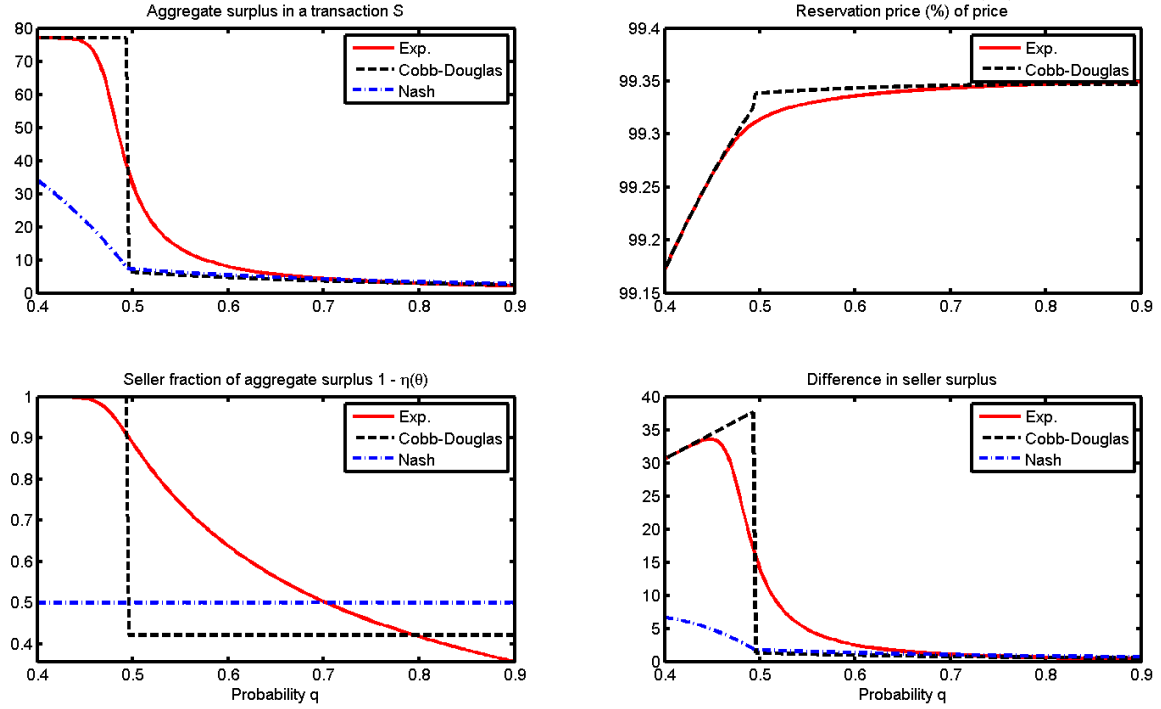 Aggregate surplus in a transaction S
80
70
60
50
40
30
20
10
0
0.4 0.5 0.6 0.7 0.8 0.9
Exp.
Cobb-Douglas
Nash
Reservation price (%) of price
99.4
99.35
99.3
99.25
99.2
99.15
0.4 0.5 0.6 0.7 0.8 0.9
Exp.
Cobb-Douglas
Seller fraction of aggregate surplus 1 - η(θ)
1
0.9
0.8
0.7
0.6
0.5
0.4
0.4 0.5 0.6 0.7 0.8 0.9
Probability q
Exp.
Cobb-Douglas
Nash
Difference in seller surplus
40
35
30
25
20
15
10
5
0
0.4 0.5 0.6 0.7 0.8 0.9
Probability q
Exp.
Cobb-Douglas
Nash